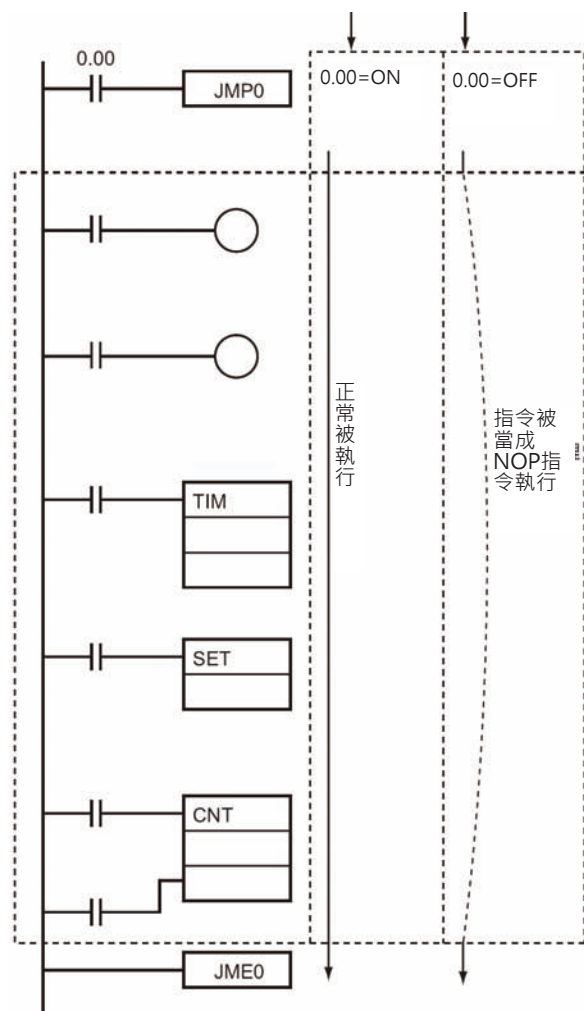 0.00
JMP0
0.00=ON
0.00=OFF
正
常
被
執
行
指令被
當成
NOP指
令執行
TIM
SET
CNT
JME0